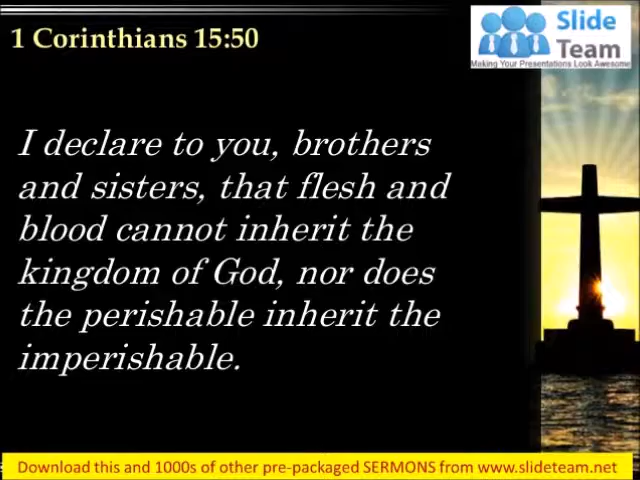 1 Corinthians 15:50
Slide
Team
Making Your Presentations Look Awesome
I declare to you, brothers
and sisters, that flesh and
blood cannot inherit the
kingdom of God, nor does
the perishable inherit the
imperishable.
Download this and 1000s of other pre-packaged SERMONS from www.slideteam.net